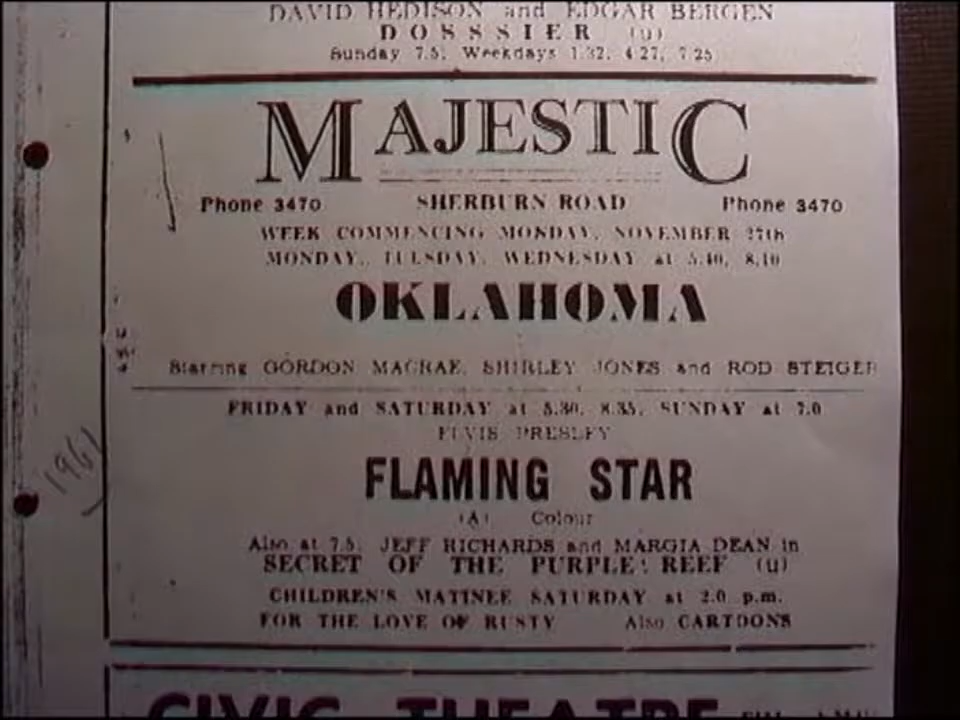 DAVID HEDISON and EDGAR BERGEN
DOSSSIER (u)
Sunday 7.5, Weekdays 1.32, 4.27, 7.25
MAJESTIC
Phone 3470 SHERBURN ROAD Phone 3470
WEEK COMMENCING MONDAY, NOVEMBER 27th
MONDAY, TUESDAY, WEDNESDAY at 5.40, 8.10
OKLAHOMA
Starring GORDON MACRAE, SHIRLEY JONES and ROD STEIGER
FRIDAY and SATURDAY at 5.30, 8.35, SUNDAY at 7.0
ELVIS PRESLEY
FLAMING STAR
(A) Colour
Also at 7.5, JEFF RICHARDS and MARGIA DEAN in
SECRET OF THE PURPLE REEF (u)
CHILDREN'S MATINEE SATURDAY at 2.0 p.m.
FOR THE LOVE OF RUSTY Also CARTOONS
1961
CIVIC THEATRE